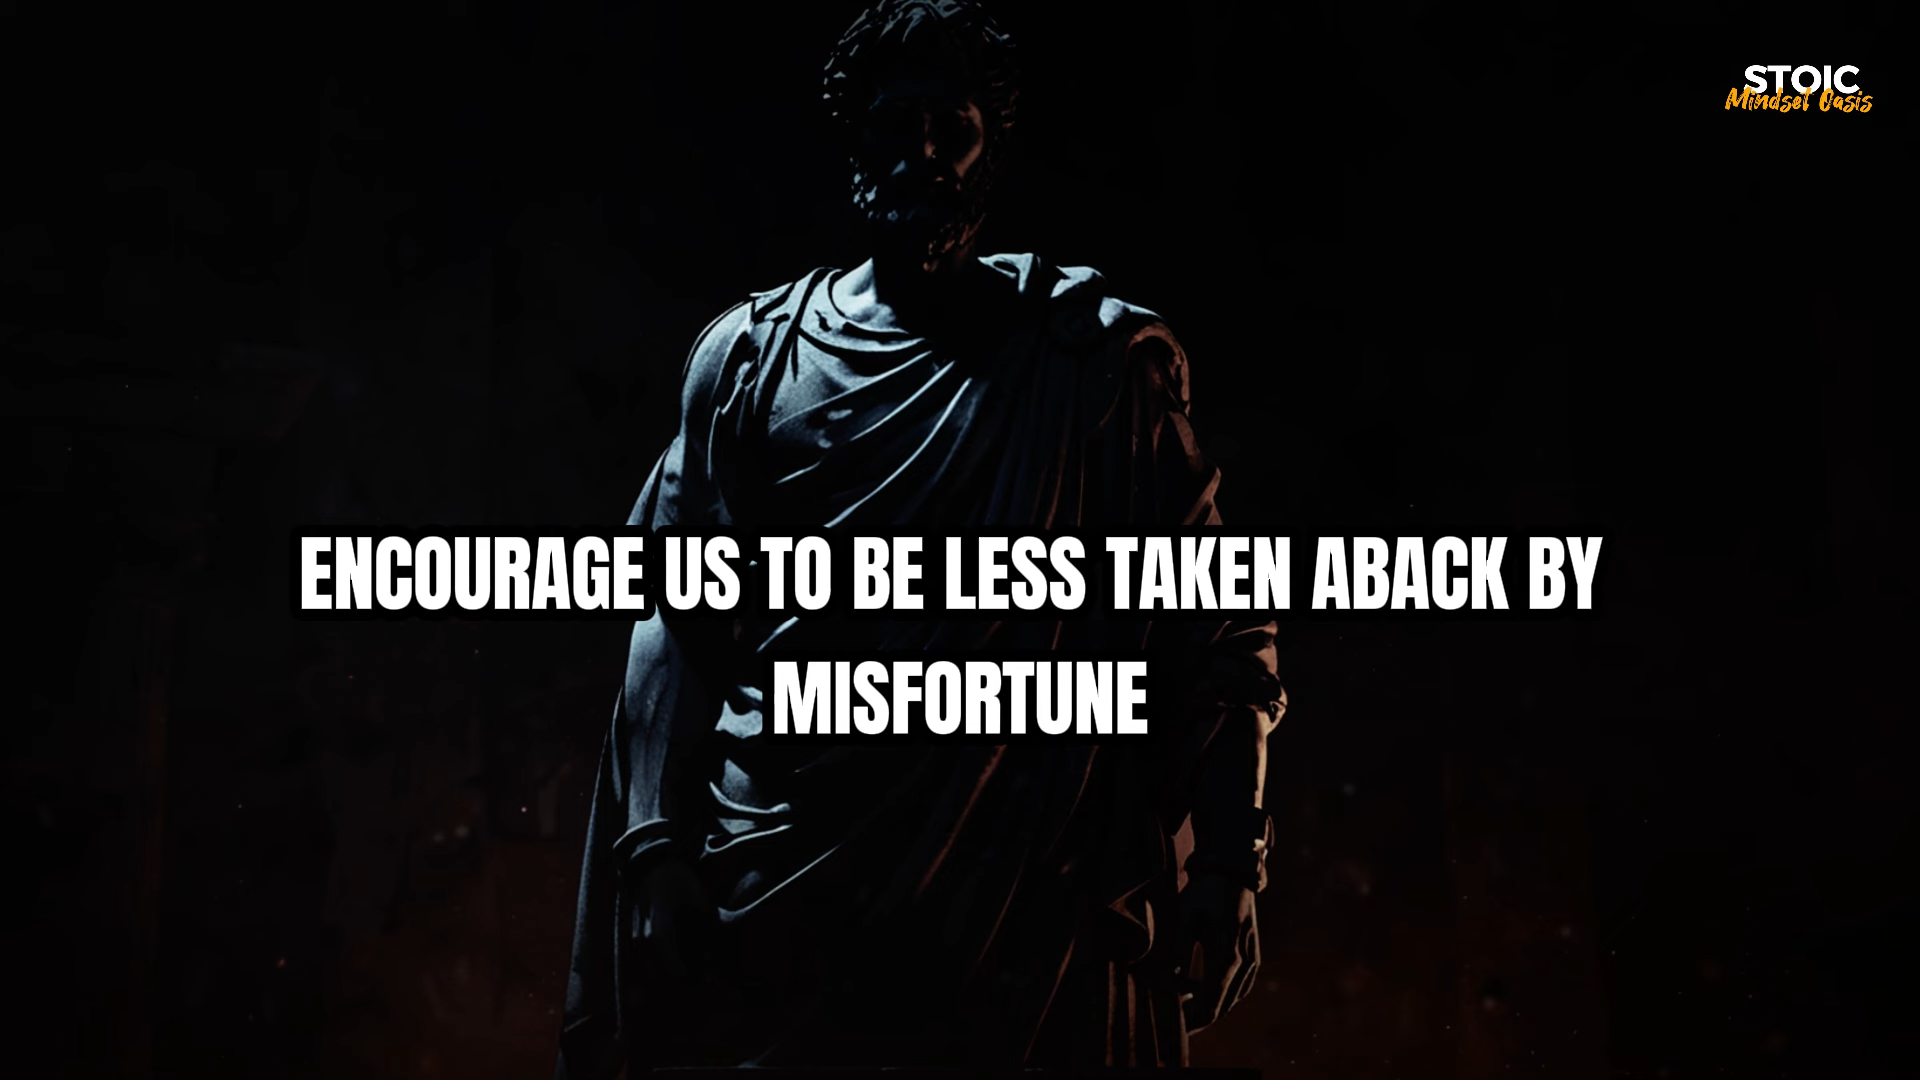 STOIC
Mindset Oasis
ENCOURAGE US TO BE LESS TAKEN ABACK BY
MISFORTUNE